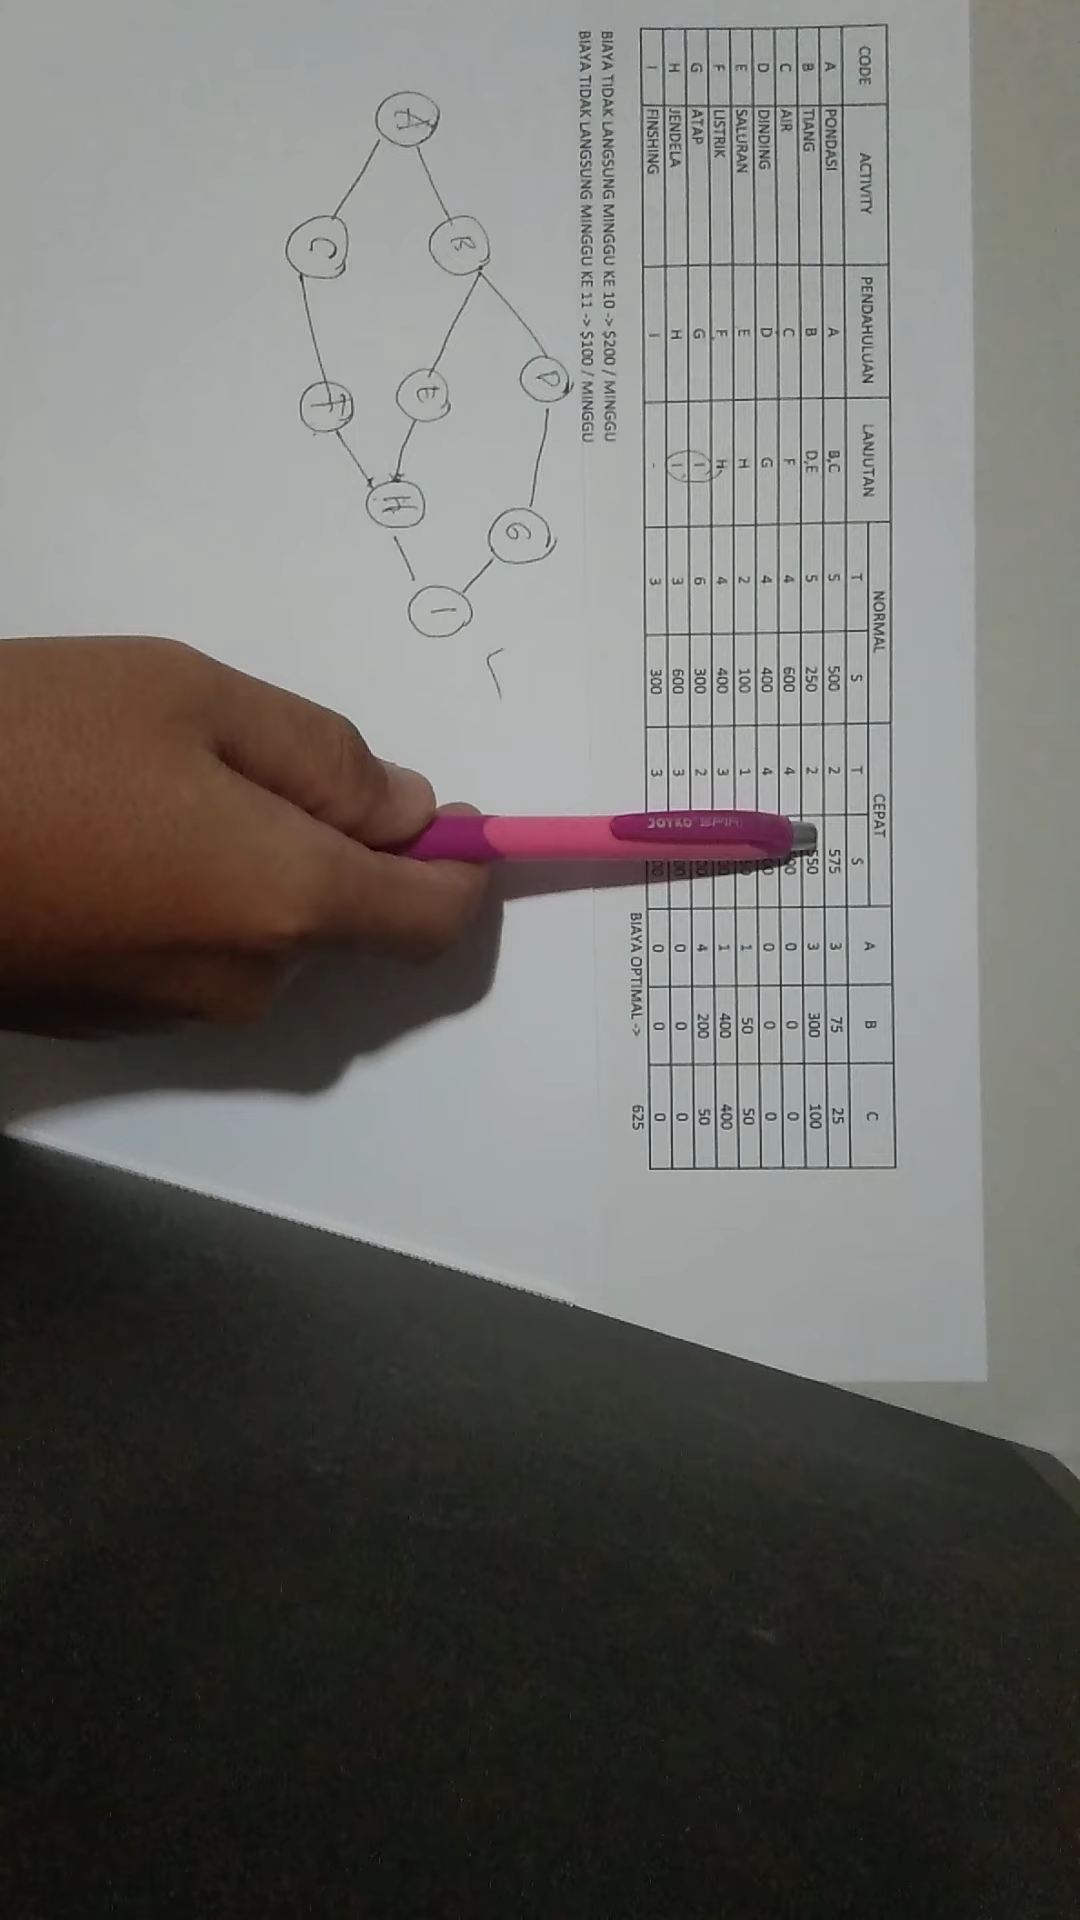 CODE ACTIVITY PENDAHULUAN LANJUTAN NORMAL CEPAT A B C
T S T S
A PONDASI A B,C 5 500 2 575 3 75 25
B TIANG B D,E 5 250 2 550 3 300 100
C AIR C F 4 600 4 0 0 0
D DINDING D G 4 400 4 0 0 0
E SALURAN E H 2 100 1 1 50 50
F LISTRIK F H 4 400 3 1 400 400
G ATAP G I 6 300 2 4 200 50
H JENDELA H I 3 600 3 0 0 0
I FINSHING I - 3 300 3 0 0 0
BIAYA OPTIMAL -> 625
BIAYA TIDAK LANGSUNG MINGGU KE 10 -> $200 / MINGGU
BIAYA TIDAK LANGSUNG MINGGU KE 11 -> $100 / MINGGU
D
G
B
E
I
A
H
C
F
JOYKO